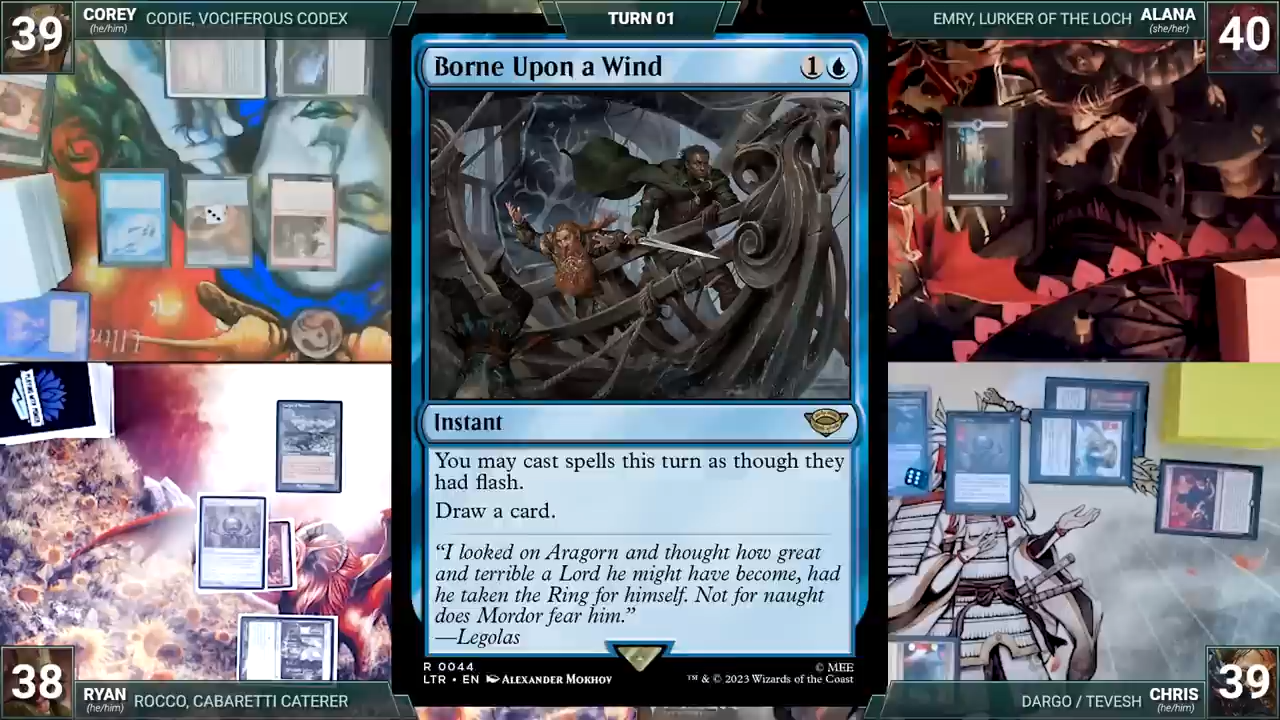 39
COREY
(he/him)
CODIE, VOCIFEROUS CODEX
TURN 01
EMRY, LURKER OF THE LOCH
ALANA
(she/her)
40
Borne Upon a Wind
1
Instant
You may cast spells this turn as though they
had flash.
Draw a card.
“I looked on Aragorn and thought how great
and terrible a Lord he might have become, had
he taken the Ring for himself. Not for naught
does Mordor fear him.”
—Legolas
R 0044
LTR • EN ALEXANDER MOKHOV
© MEE
™ & © 2023 Wizards of the Coast
38
RYAN
(he/him)
ROCCO, CABARETTI CATERER
DARGO / TEVESH
CHRIS
(he/him)
39